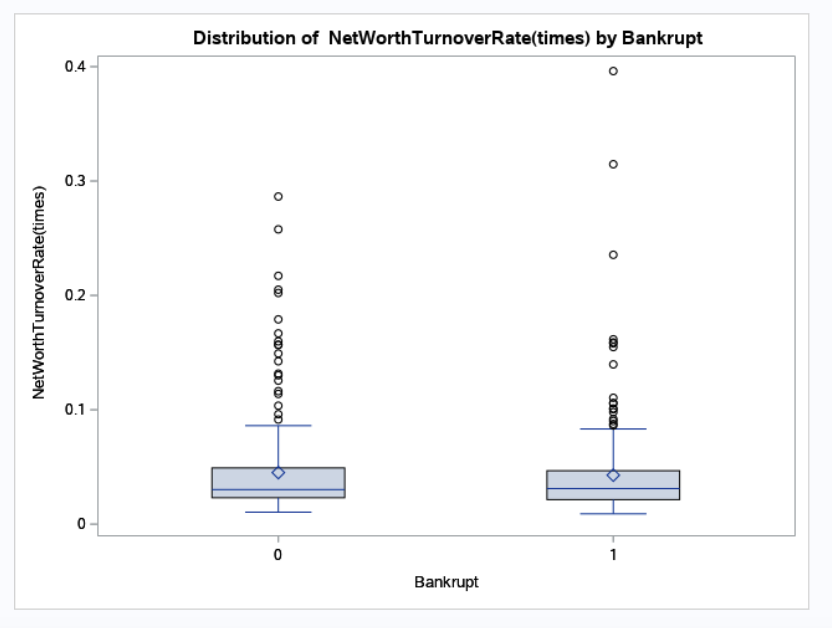 Distribution of NetWorthTurnoverRate(times) by Bankrupt
NetWorthTurnoverRate(times)
0.4
0.3
0.2
0.1
0
0
1
Bankrupt